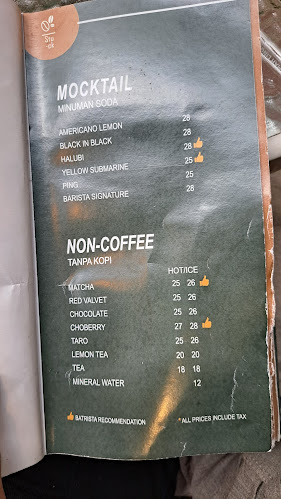 MOCKTAIL
MINUMAN SODA
AMERICANO LEMON 28
BLACK IN BLACK 28
HALUBI 28
YELLOW SUBMARINE 25
PING 25
BARISTA SIGNATURE 28
NON-COFFEE
TANPA KOPI
HOT/ICE
MATCHA 25 26
RED VALVET 25 26
CHOCOLATE 25 26
CHOBERRY 27 28
TARO 25 26
LEMON TEA 20 20
TEA 18 18
MINERAL WATER 12
BATRISTA RECOMMENDATION *ALL PRICES INCLUDE TAX